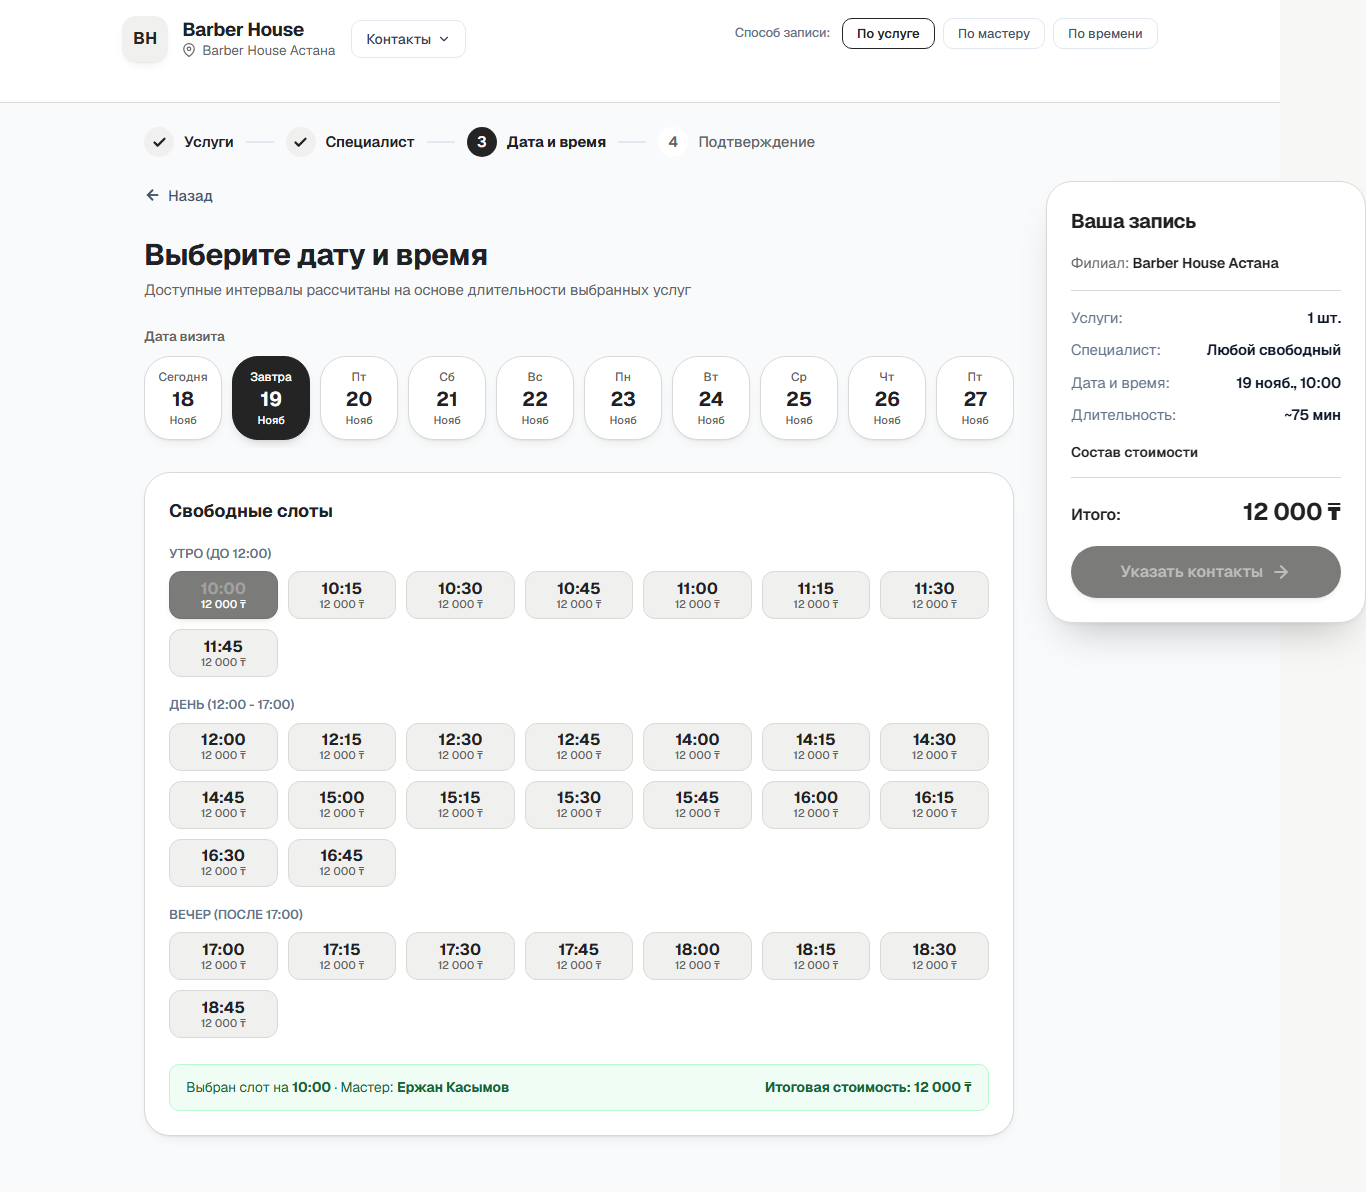 BH
Barber House
Barber House Астана
Контакты
Способ записи:
По услуге
По мастеру
По времени
Услуги
Специалист
3
Дата и время
4
Подтверждение
Назад
Выберите дату и время
Доступные интервалы рассчитаны на основе длительности выбранных услуг
Дата визита
Сегодня
18
Нояб
Завтра
19
Нояб
Пт
20
Нояб
Сб
21
Нояб
Вс
22
Нояб
Пн
23
Нояб
Вт
24
Нояб
Ср
25
Нояб
Чт
26
Нояб
Пт
27
Нояб
Свободные слоты
УТРО (ДО 12:00)
10:00
12 000 ₸
10:15
12 000 ₸
10:30
12 000 ₸
10:45
12 000 ₸
11:00
12 000 ₸
11:15
12 000 ₸
11:30
12 000 ₸
11:45
12 000 ₸
ДЕНЬ (12:00 - 17:00)
12:00
12 000 ₸
12:15
12 000 ₸
12:30
12 000 ₸
12:45
12 000 ₸
14:00
12 000 ₸
14:15
12 000 ₸
14:30
12 000 ₸
14:45
12 000 ₸
15:00
12 000 ₸
15:15
12 000 ₸
15:30
12 000 ₸
15:45
12 000 ₸
16:00
12 000 ₸
16:15
12 000 ₸
16:30
12 000 ₸
16:45
12 000 ₸
ВЕЧЕР (ПОСЛЕ 17:00)
17:00
12 000 ₸
17:15
12 000 ₸
17:30
12 000 ₸
17:45
12 000 ₸
18:00
12 000 ₸
18:15
12 000 ₸
18:30
12 000 ₸
18:45
12 000 ₸
Выбран слот на 10:00 · Мастер: Ержан Касымов
Итоговая стоимость: 12 000 ₸
Ваша запись
Филиал: Barber House Астана
Услуги: 1 шт.
Специалист: Любой свободный
Дата и время: 19 нояб., 10:00
Длительность: ~75 мин
Состав стоимости
Итого: 12 000 ₸
Указать контакты